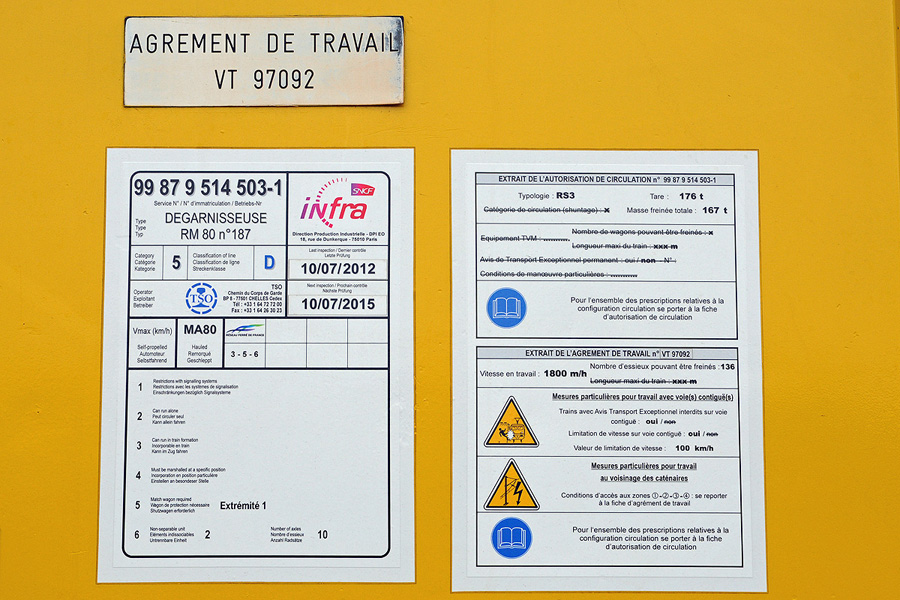 AGREMENT DE TRAVAIL
VT 97092
99 87 9 514 503-1
Service N° / N° d'immatriculation / Betriebs-Nr
Type
Type
Typ
DEGARNISSEUSE
RM 80 n°187
SNCF
infra
Direction Production Industrielle - DPI EO
18, rue de Dunkerque - 75010 Paris
Category
Catégorie
Kategorie
5
Classification of line
Classification de ligne
Streckenklasse
D
Last inspection / Dernier contrôle
Letzte Prüfung
10/07/2012
Operator
Exploitant
Betreiber
TSO
TSO
Chemin du Corps de Garde
BP 8 - 77501 CHELLES Cedex
Tél : +33 1 64 72 72 00
Fax : +33 1 64 26 30 23
Next inspection / Prochain contrôle
Nächste Prüfung
10/07/2015
Vmax (km/h)
MA80
RESEAU FERRE DE FRANCE
Self-propelled
Automoteur
Selbstfahrend
Hauled
Remorqué
Geschleppt
3 - 5 - 6
1
Restrictions with signalling systems
Restrictions avec les systèmes de signalisation
Einschränkungen bezüglich Signalsysteme
2
Can run alone
Peut circuler seul
Kann allein fahren
3
Can run in train formation
Incorporable en train
Kann im Zug fahren
4
Must be marshalled at a specific position
Incorporation en position particulière
Einstellen an besonderer Stelle
5
Match wagon required
Wagon de protection nécessaire
Shutzwagen erforderlich
Extrémité 1
6
Non-separable unit
Eléments indissociables
Untrennbare Einheit
2
Number of axles
Nombre d'essieux
Anzahl Radsätze
10
EXTRAIT DE L'AUTORISATION DE CIRCULATION n° 99 87 9 514 503-1
Typologie : RS3
Tare : 176 t
Catégorie de circulation (shuntage) : X
Masse freinée totale : 167 t
Equipement TVM : ..........
Nombre de wagons pouvant être freinés : x
Longueur maxi du train : xxx m
Avis de Transport Exceptionnel permanent : oui / non - N° :
Conditions de manœuvre particulières : ..........
Pour l'ensemble des prescriptions relatives à la
configuration circulation se porter à la fiche
d'autorisation de circulation
EXTRAIT DE L'AGREMENT DE TRAVAIL n° VT 97092
Vitesse en travail : 1800 m/h
Nombre d'essieux pouvant être freinés : 136
Longueur maxi du train : xxx m
Mesures particulières pour travail avec voie(s) contiguë(s)
Trains avec Avis Transport Exceptionnel interdits sur voie
contiguë : oui / non
Limitation de vitesse sur voie contiguë : oui / non
Valeur de limitation de vitesse : 100 km/h
Mesures particulières pour travail
au voisinage des caténaires
Conditions d'accès aux zones ①-②-③-④ : se reporter
à la fiche d'agrément de travail
Pour l'ensemble des prescriptions relatives à la
configuration circulation se porter à la fiche
d'autorisation de circulation